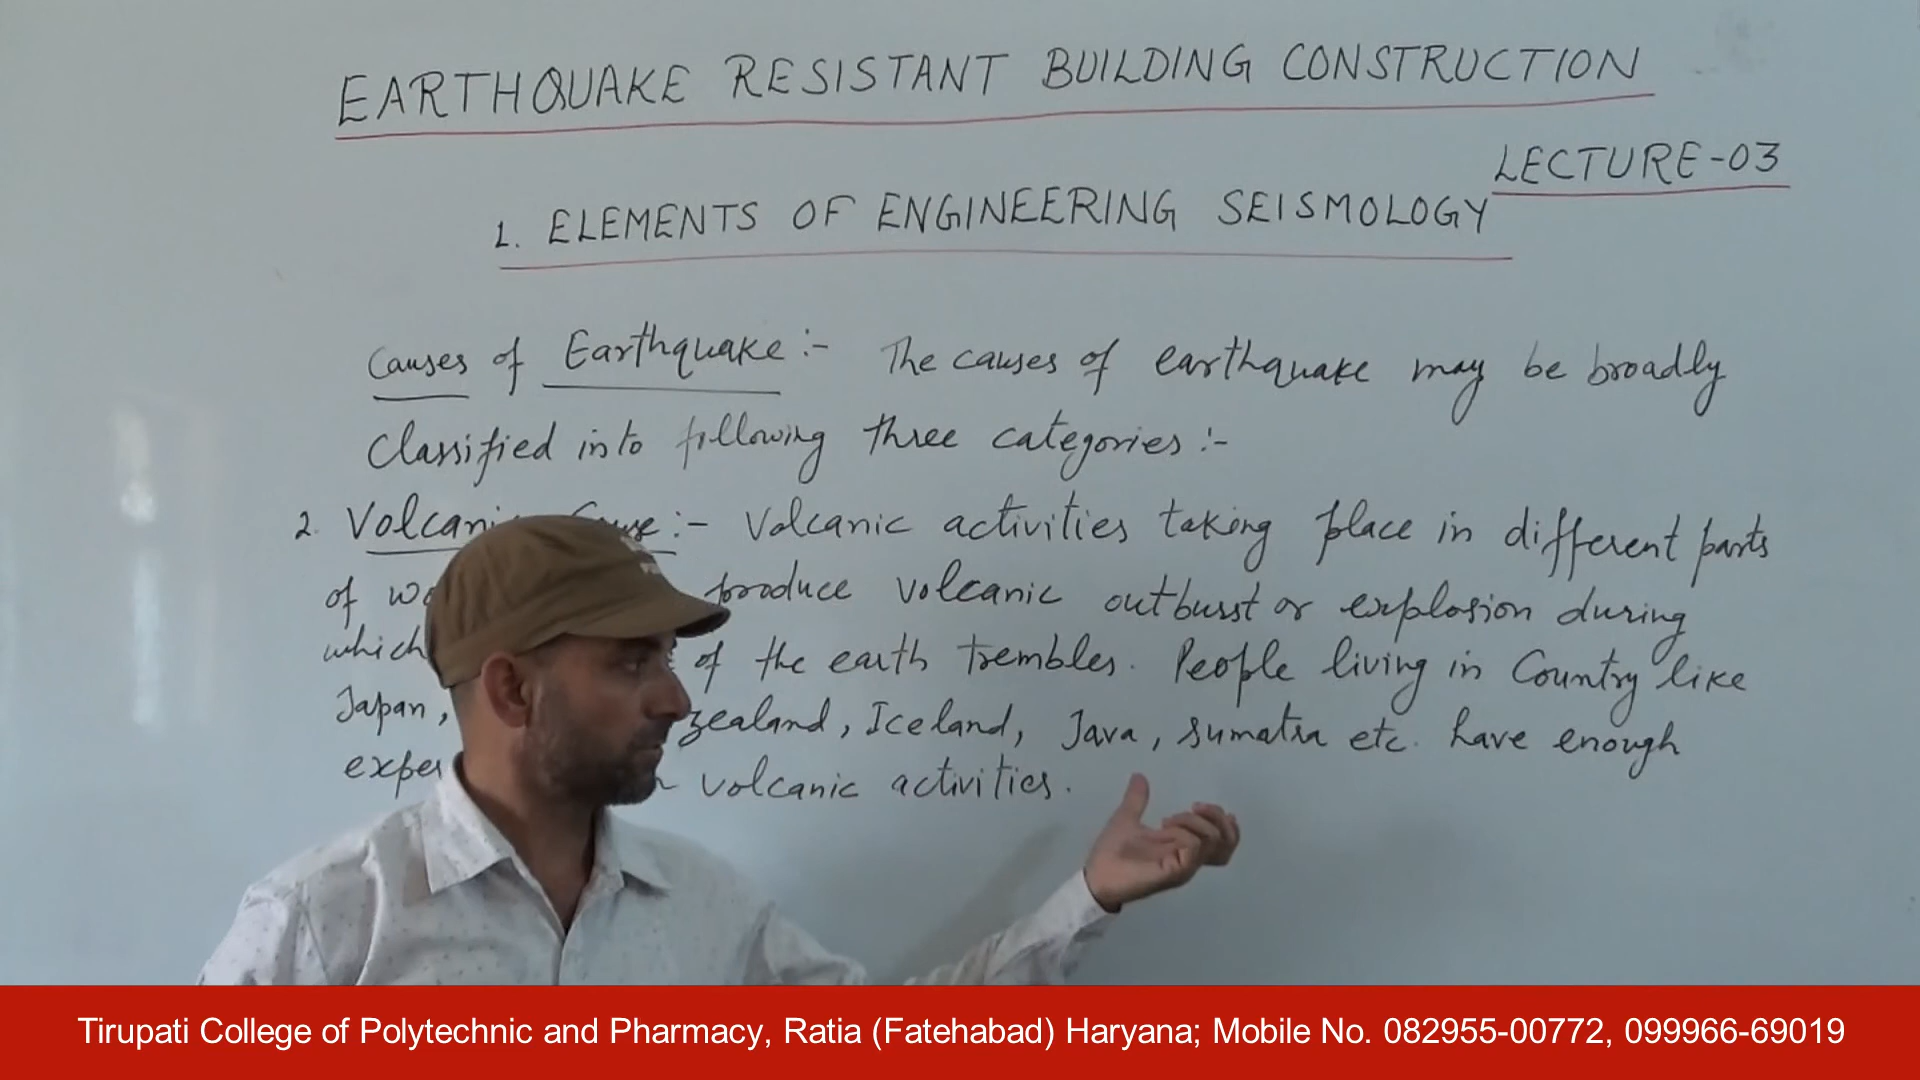 EARTHQUAKE RESISTANT BUILDING CONSTRUCTION
LECTURE-03
1. ELEMENTS OF ENGINEERING SEISMOLOGY
Causes of Earthquake :- The causes of earthquake may be broadly
Classified into following three categories :-
2. Volcanic Cause :- Volcanic activities taking place in different parts
of produce volcanic outburst or explosion during
which of the earth trembles. People living in Country like
Japan, zealand, Iceland, Java, Sumatra etc. have enough
volcanic activities.
Tirupati College of Polytechnic and Pharmacy, Ratia (Fatehabad) Haryana; Mobile No. 082955-00772, 099966-69019